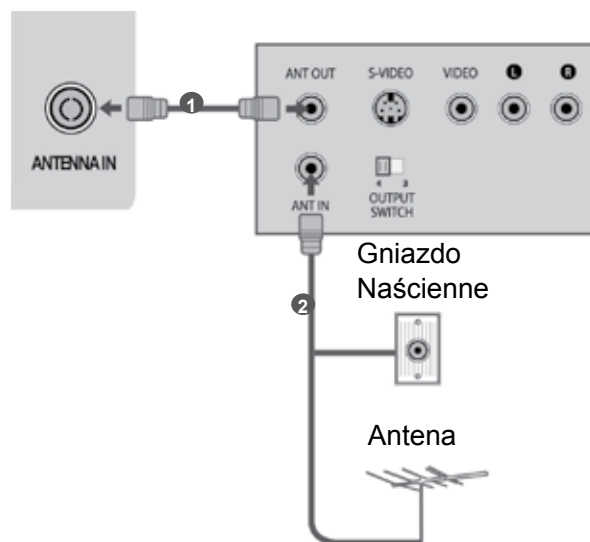 ANT OUT S-VIDEO VIDEO L R
1
ANTENNA IN
ANT IN
4 3
OUTPUT
SWITCH
Gniazdo
Naścienne
2
Antena